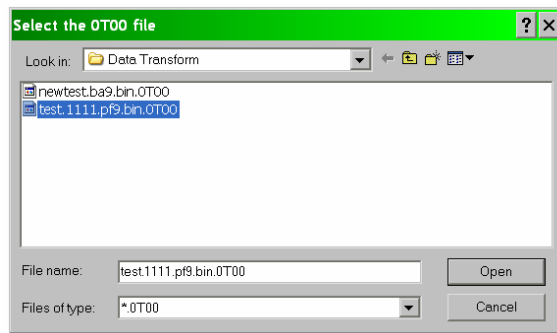 Select the 0T00 file
? ×
Look in: Data Transform
newtest.ba9.bin.0T00
test.1111.pf9.bin.0T00
File name: test.1111.pf9.bin.0T00 Open
Files of type: *.0T00 Cancel